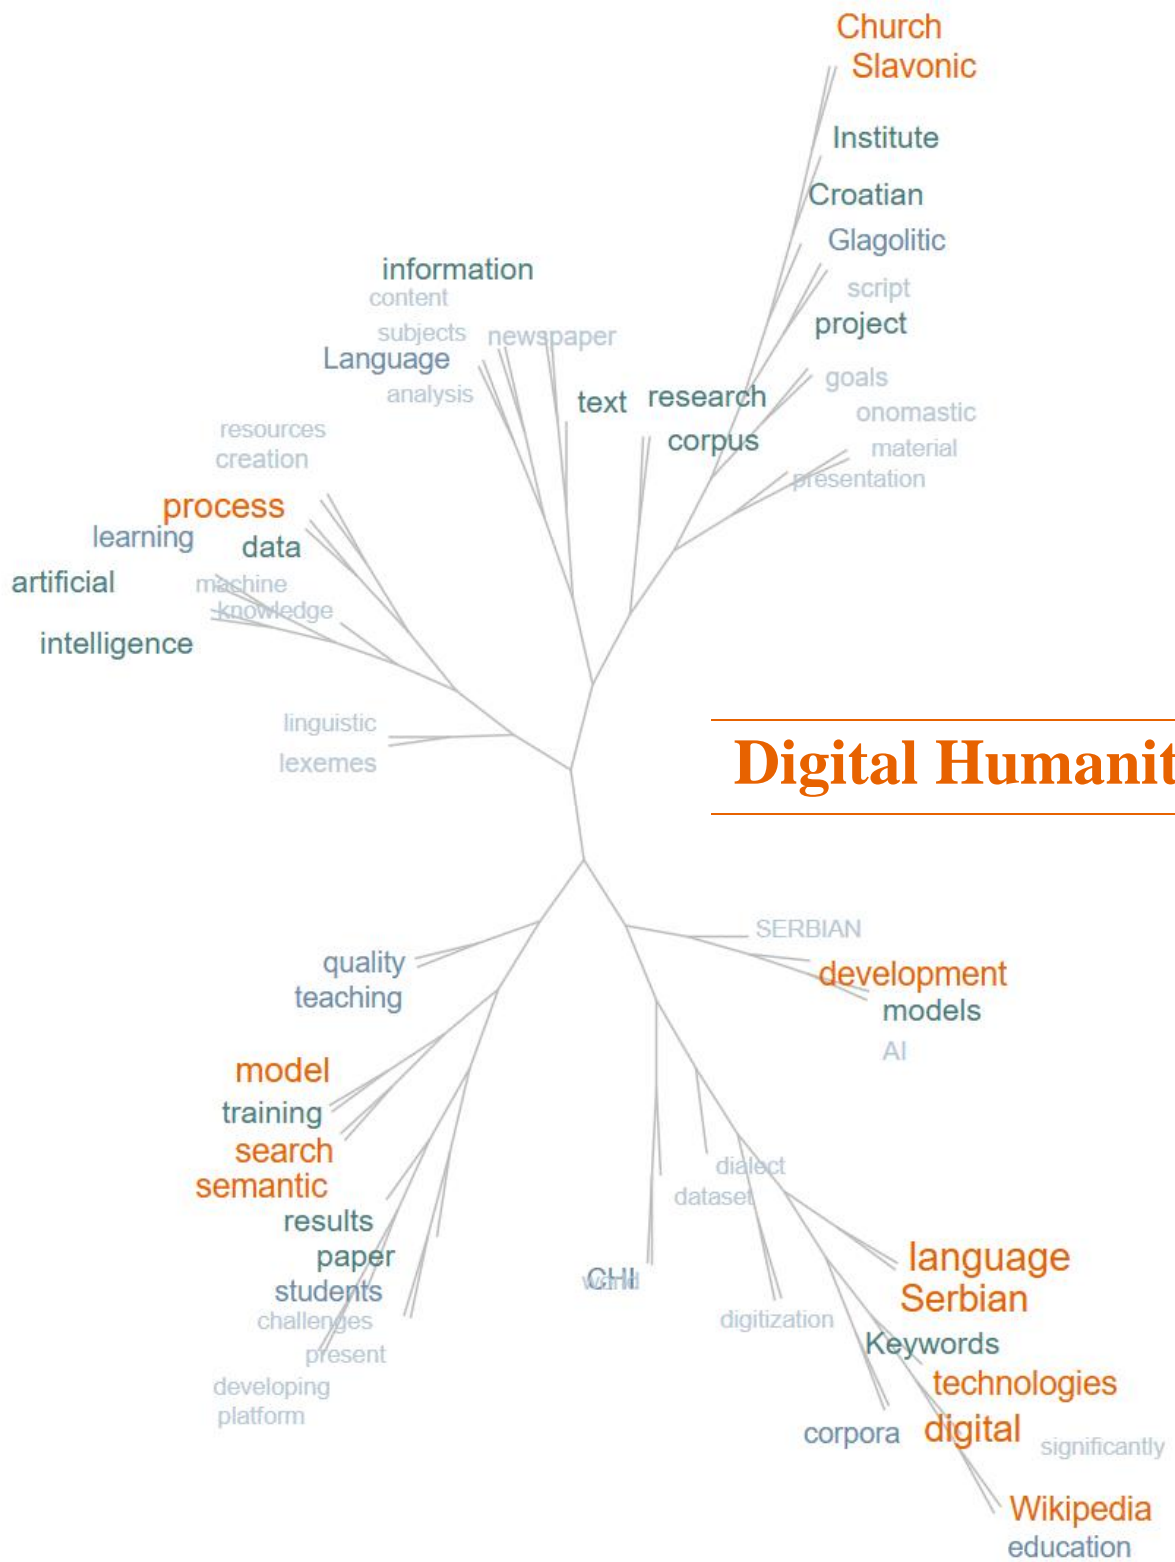 Church
Slavonic
Institute
Croatian
Glagolitic
information
script
content
project
subjects newspaper
Language
goals
analysis
text research
onomastic
resources
corpus
material
creation
presentation
process
learning data
artificial machine
knowledge
intelligence
linguistic
lexemes
Digital Humanit
SERBIAN
quality
development
teaching
models
AI
model
training
search
dialect
semantic
dataset
results
paper
language
CHI
world
students
Serbian
challenges
digitization
Keywords
present
technologies
developing
platform
corpora digital
significantly
Wikipedia
education